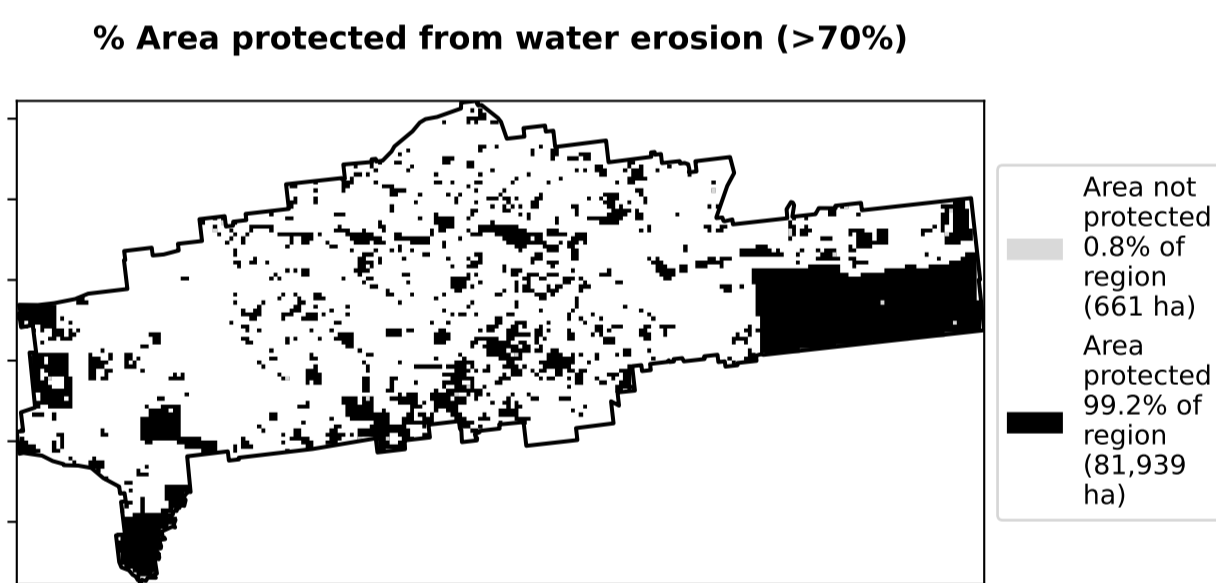 % Area protected from water erosion (>70%)
Area not
protected
0.8% of
region
(661 ha)
Area
protected
99.2% of
region
(81,939
ha)